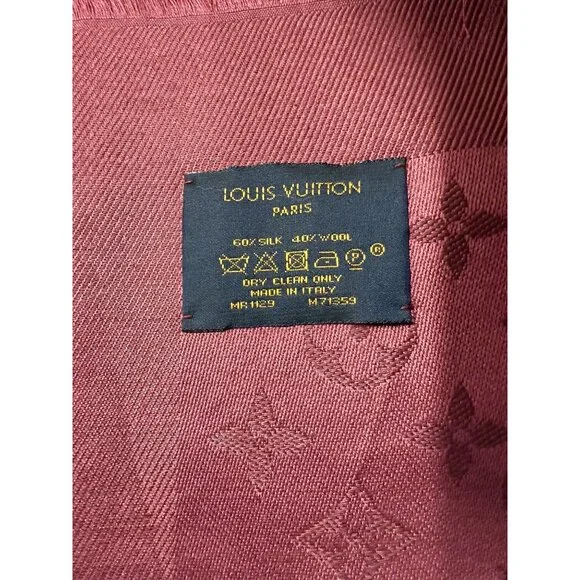 LOUIS VUITTON
PARIS
60% SILK 40% WOOL
P ®
DRY CLEAN ONLY
MADE IN ITALY
MR1129 M71359